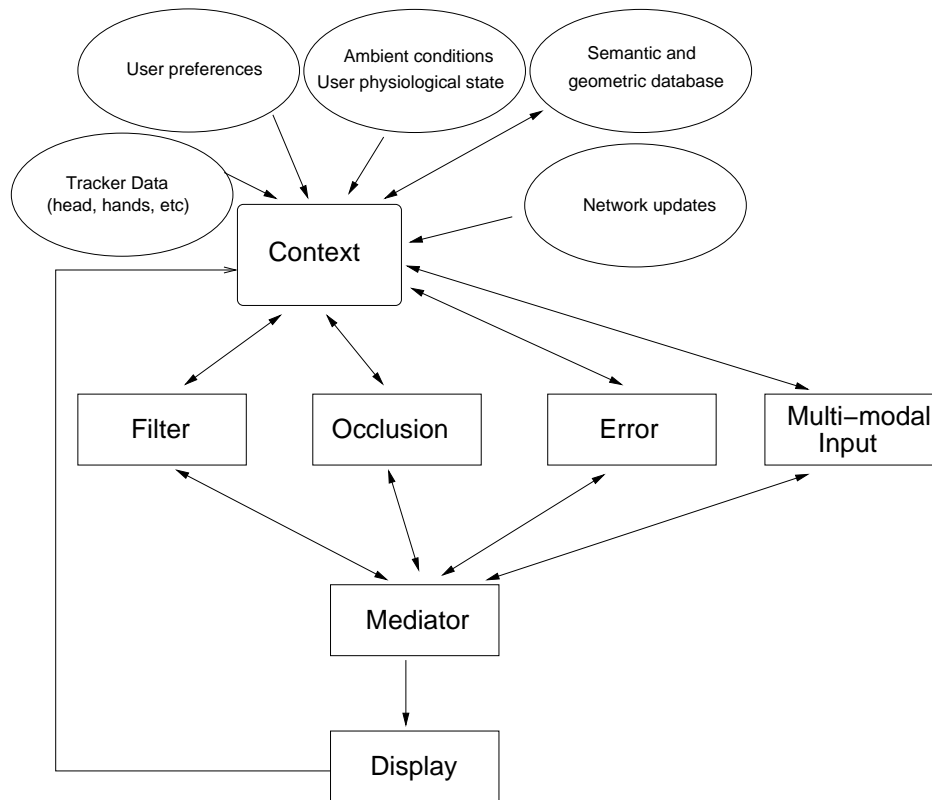 User preferences
Ambient conditions
User physiological state
Semantic and
geometric database
Tracker Data
(head, hands, etc)
Network updates
Context
Filter
Occlusion
Error
Multi−modal
Input
Mediator
Display